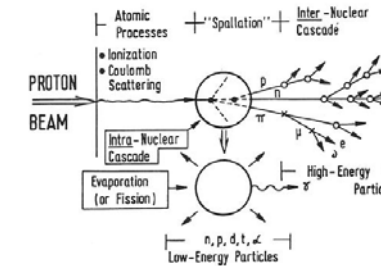 Atomic
Processes
"Spallation"
Inter-Nuclear
Cascade
• Ionization
• Coulomb
Scattering
PROTON
BEAM
p
n
π
μ
e
Intra-Nuclear
Cascade
Evaporation
(or Fission)
γ
High-Energy
n, p, d, t, α
Low-Energy Particles